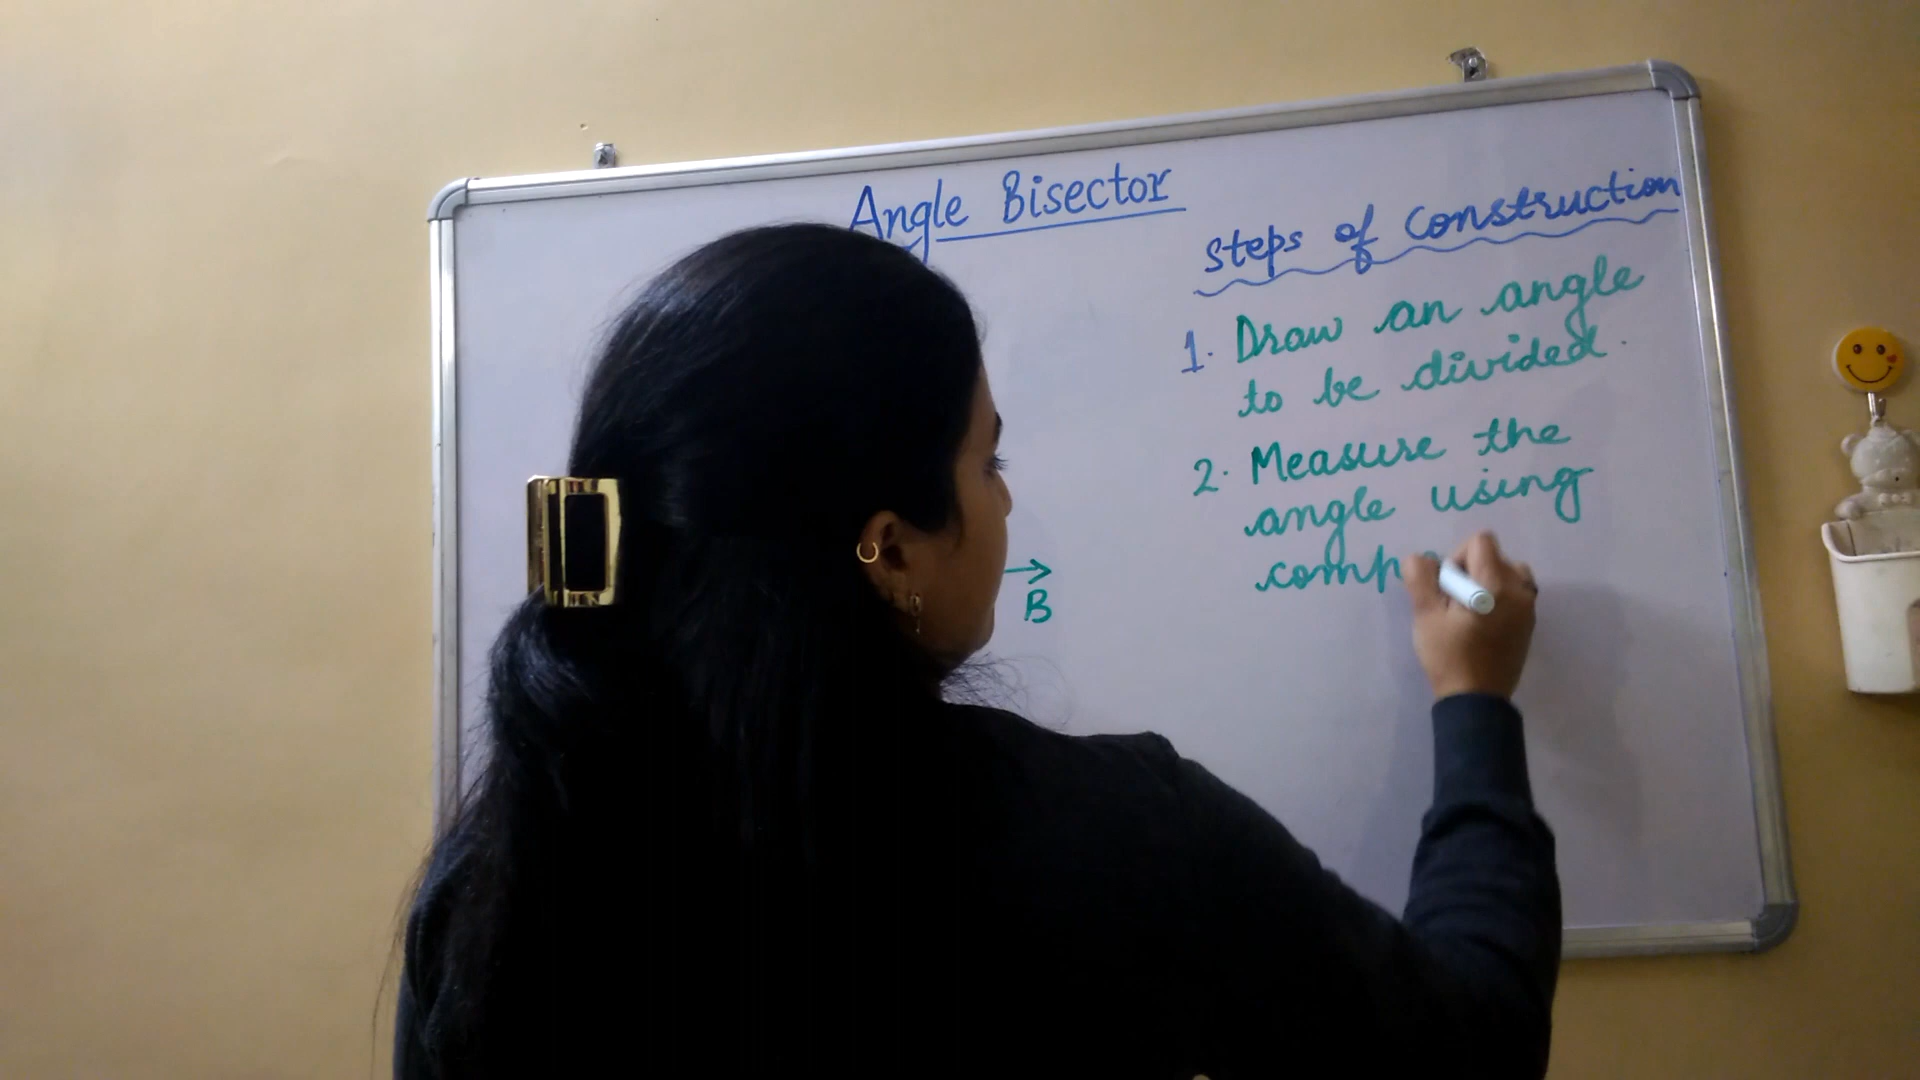 Angle Bisector
steps of construction
1. Draw an angle
to be divided.
2. Measure the
angle using
comp
B